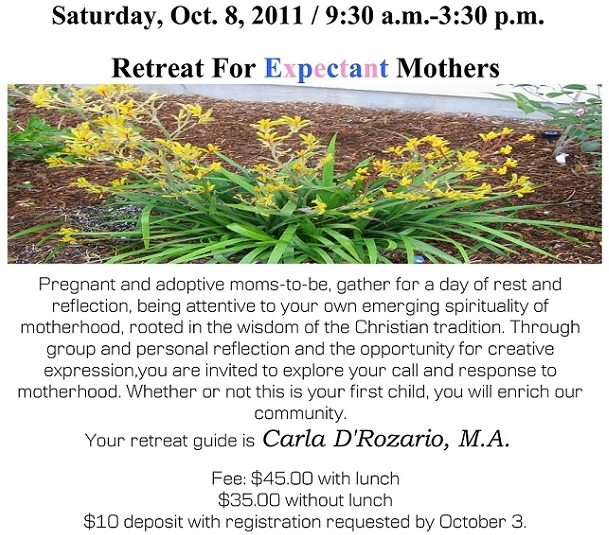 Saturday, Oct. 8, 2011 / 9:30 a.m.-3:30 p.m.
Retreat For Expectant Mothers
Pregnant and adoptive moms-to-be, gather for a day of rest and
reflection, being attentive to your own emerging spirituality of
motherhood, rooted in the wisdom of the Christian tradition. Through
group and personal reflection and the opportunity for creative
expression,you are invited to explore your call and response to
motherhood. Whether or not this is your first child, you will enrich our
community.
Your retreat guide is Carla D'Rozario, M.A.
Fee: $45.00 with lunch
$35.00 without lunch
$10 deposit with registration requested by October 3.